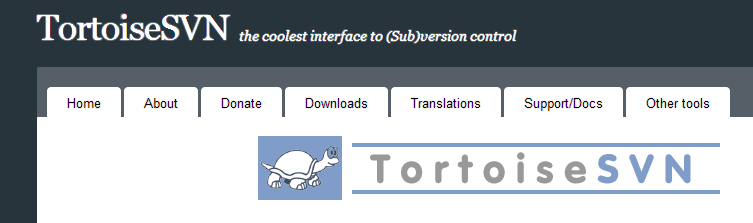 TortoiseSVN the coolest interface to (Sub)version control
Home About Donate Downloads Translations Support/Docs Other tools
TortoiseSVN